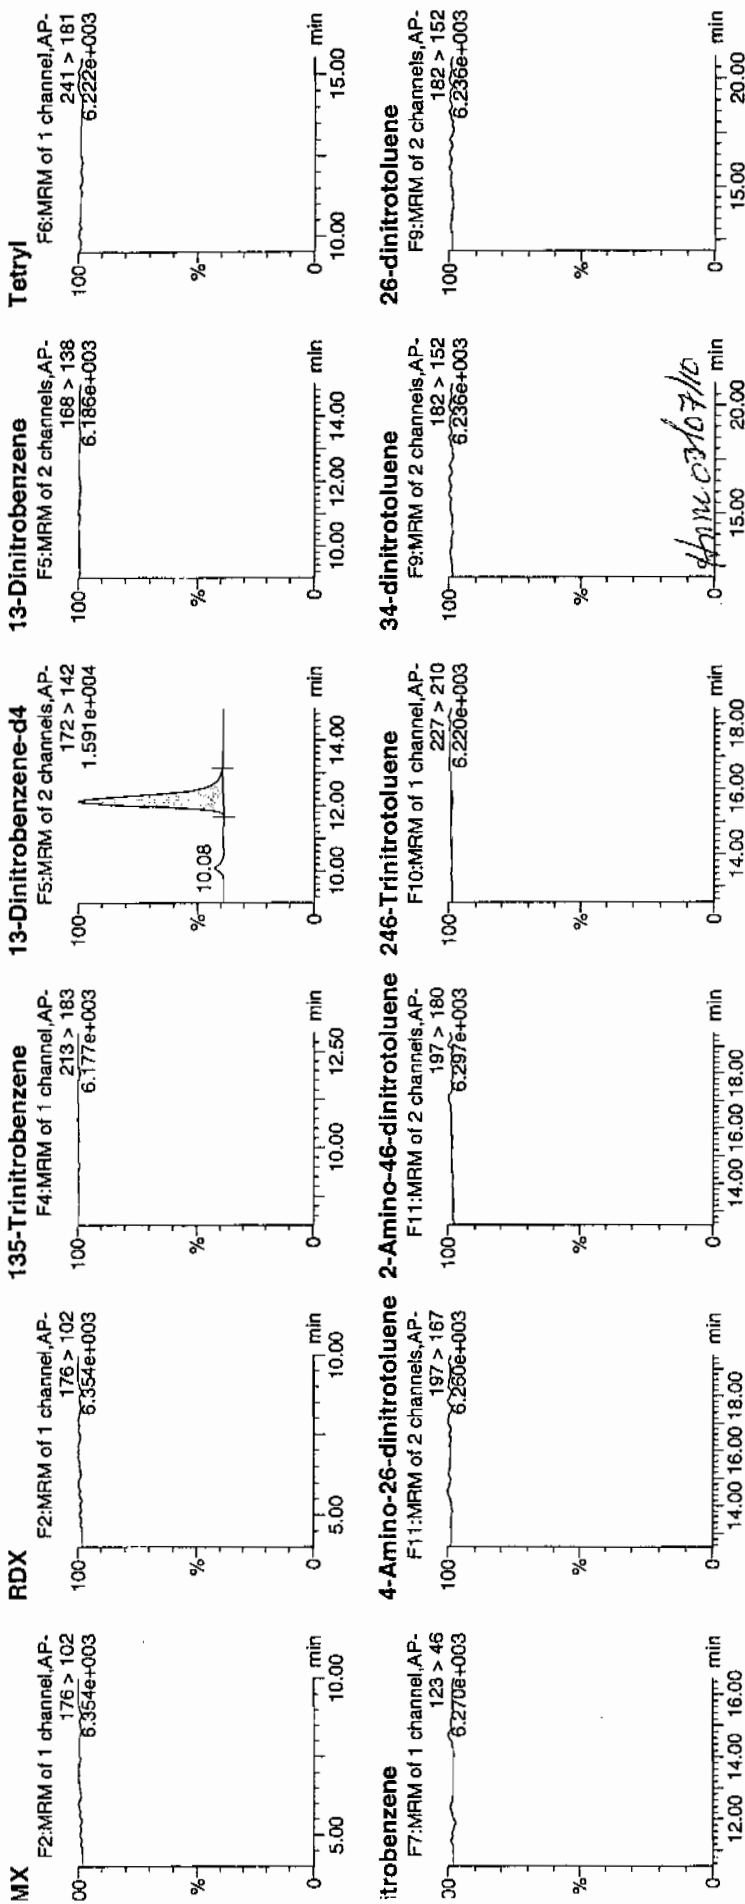 MX
F2:MRM of 1 channel,AP-
176 > 102
6.354e+003
00
%
0
5.00 10.00 min
RDX
F2:MRM of 1 channel,AP-
176 > 102
6.354e+003
100
%
0
5.00 10.00 min
135-Trinitrobenzene
F4:MRM of 1 channel,AP-
213 > 183
6.177e+003
100
%
0
10.00 12.50 min
13-Dinitrobenzene-d4
F5:MRM of 2 channels,AP-
172 > 142
1.591e+004
100
%
10.08
0
10.00 12.00 14.00 min
13-Dinitrobenzene
F5:MRM of 2 channels,AP-
168 > 138
6.186e+003
100
%
0
10.00 12.00 14.00 min
Tetryl
F6:MRM of 1 channel,AP-
241 > 181
6.222e+003
100
%
0
10.00 15.00 min
itrobenzene
F7:MRM of 1 channel,AP-
123 > 46
6.270e+003
00
%
0
12.00 14.00 16.00 min
4-Amino-26-dinitrotoluene
F11:MRM of 2 channels,AP-
197 > 167
6.260e+003
100
%
0
14.00 16.00 18.00 min
2-Amino-46-dinitrotoluene
F11:MRM of 2 channels,AP-
197 > 180
6.297e+003
100
%
0
14.00 16.00 18.00 min
246-Trinitrotoluene
F10:MRM of 1 channel,AP-
227 > 210
6.220e+003
100
%
0
14.00 16.00 18.00 min
34-dinitrotoluene
F9:MRM of 2 channels,AP-
182 > 152
6.236e+003
100
%
0
15.00 20.00 min
03/07/10
26-dinitrotoluene
F9:MRM of 2 channels,AP-
182 > 152
6.236e+003
100
%
0
15.00 20.00 min